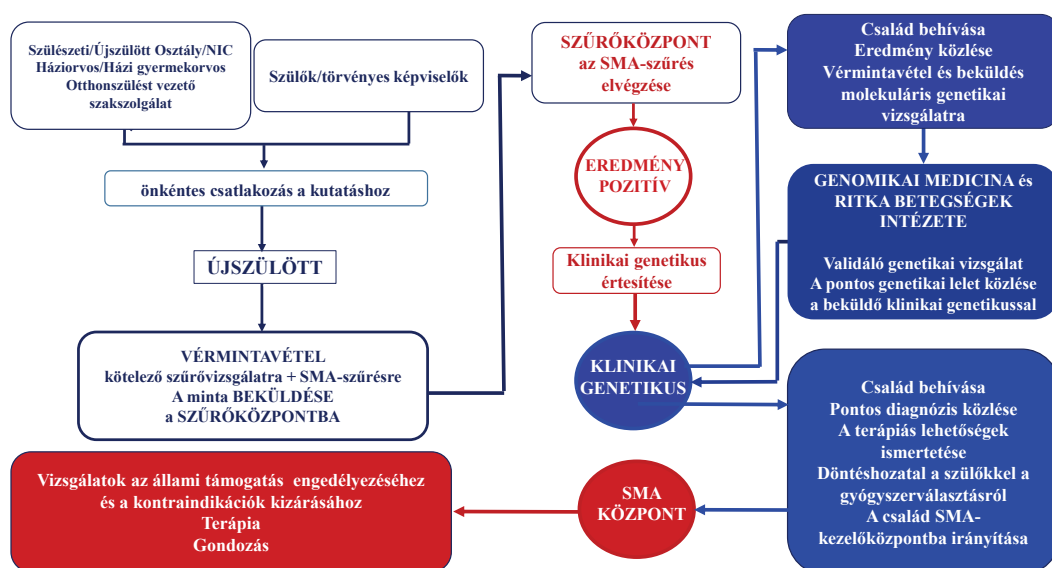 Szülészeti/Újszülött Osztály/NIC
Háziorvos/Házi gyermekorvos
Otthonszülést vezető
szakszolgálat
Szülők/törvényes képviselők
önkéntes csatlakozás a kutatáshoz
ÚJSZÜLÖTT
VÉRMINTAVÉTEL
kötelező szűrővizsgálatra + SMA-szűrésre
A minta BEKÜLDÉSE
a SZŰRŐKÖZPONTBA
SZŰRŐKÖZPONT
az SMA-szűrés
elvégzése
EREDMÉNY
POZITÍV
Klinikai genetikus
értesítése
KLINIKAI
GENETIKUS
Család behívása
Eredmény közlése
Vérmintavétel és beküldés
molekuláris genetikai
vizsgálatra
GENOMIKAI MEDICINA és
RITKA BETEGSÉGEK
INTÉZETE
Validáló genetikai vizsgálat
A pontos genetikai lelet közlése
a beküldő klinikai genetikussal
Család behívása
Pontos diagnózis közlése
A terápiás lehetőségek
ismertetése
Döntéshozatal a szülőkkel a
gyógyszerválasztásról
A család SMA-
kezelőközpontba irányítása
SMA
KÖZPONT
Vizsgálatok az állami támogatás engedélyezéséhez
és a kontraindikációk kizárásához
Terápia
Gondozás